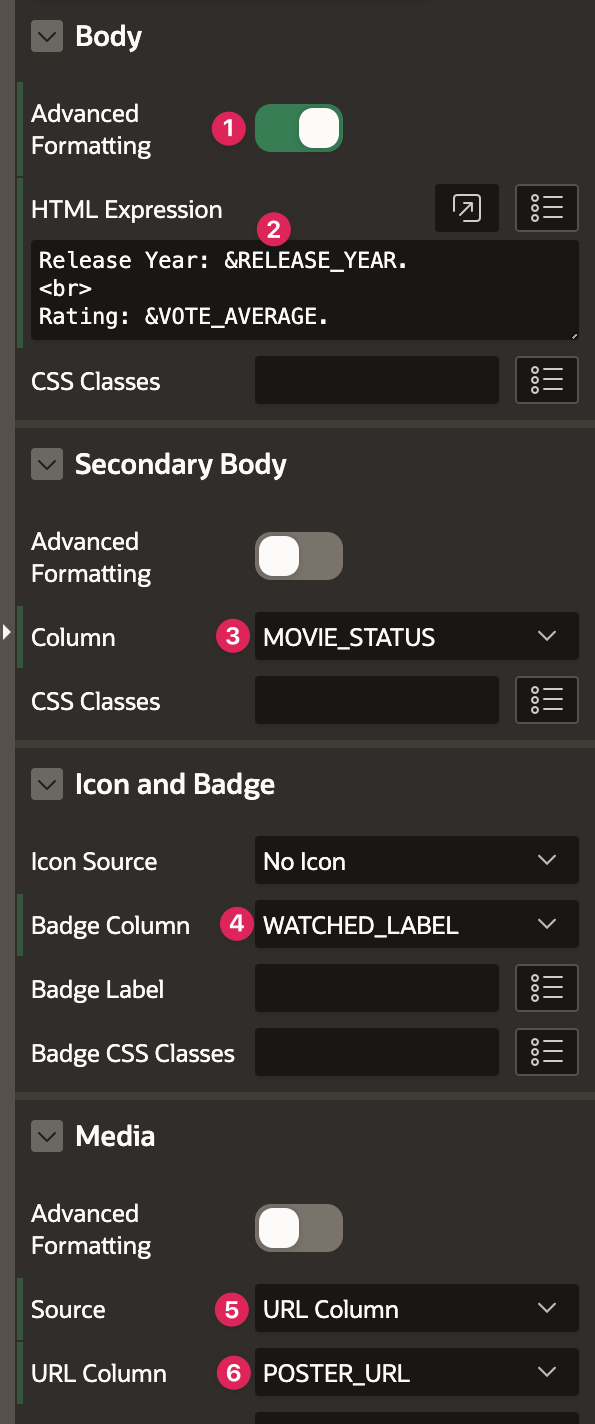 Body
Advanced
Formatting
1
HTML Expression
2
Release Year: &RELEASE_YEAR.
<br>
Rating: &VOTE_AVERAGE.
CSS Classes
Secondary Body
Advanced
Formatting
Column 3 MOVIE_STATUS
CSS Classes
Icon and Badge
Icon Source No Icon
Badge Column 4 WATCHED_LABEL
Badge Label
Badge CSS Classes
Media
Advanced
Formatting
Source 5 URL Column
URL Column 6 POSTER_URL